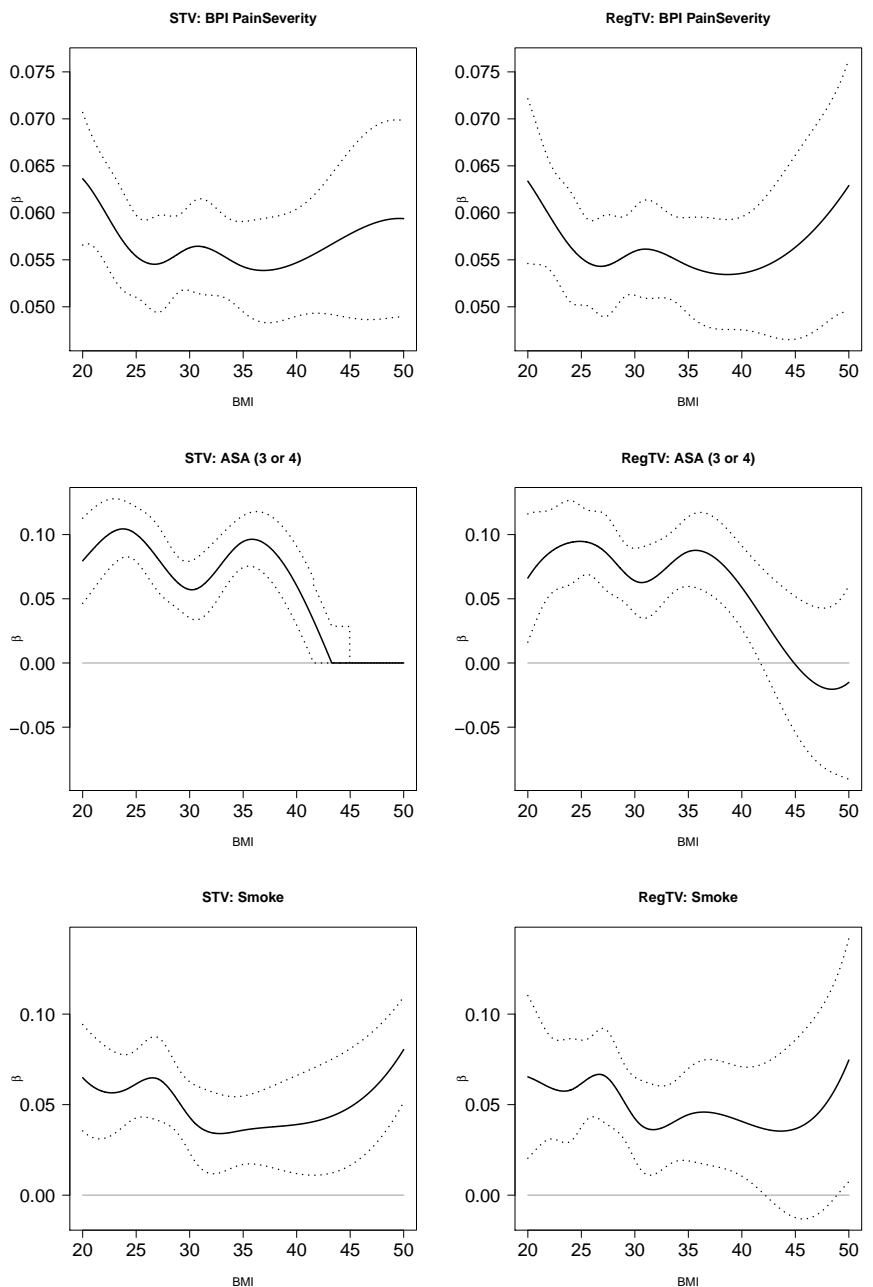 STV: BPI PainSeverity
0.075
0.070
0.065
0.060
0.055
0.050
β
20 25 30 35 40 45 50
BMI
RegTV: BPI PainSeverity
0.075
0.070
0.065
0.060
0.055
0.050
β
20 25 30 35 40 45 50
BMI
STV: ASA (3 or 4)
0.10
0.05
0.00
−0.05
β
20 25 30 35 40 45 50
BMI
RegTV: ASA (3 or 4)
0.10
0.05
0.00
−0.05
β
20 25 30 35 40 45 50
BMI
STV: Smoke
0.10
0.05
0.00
β
20 25 30 35 40 45 50
BMI
RegTV: Smoke
0.10
0.05
0.00
β
20 25 30 35 40 45 50
BMI